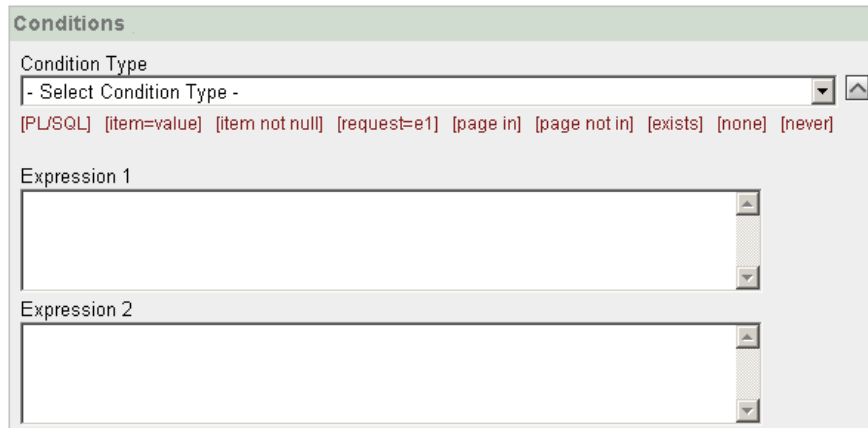 Conditions
Condition Type
- Select Condition Type -
[PL/SQL] [item=value] [item not null] [request=e1] [page in] [page not in] [exists] [none] [never]
Expression 1
Expression 2